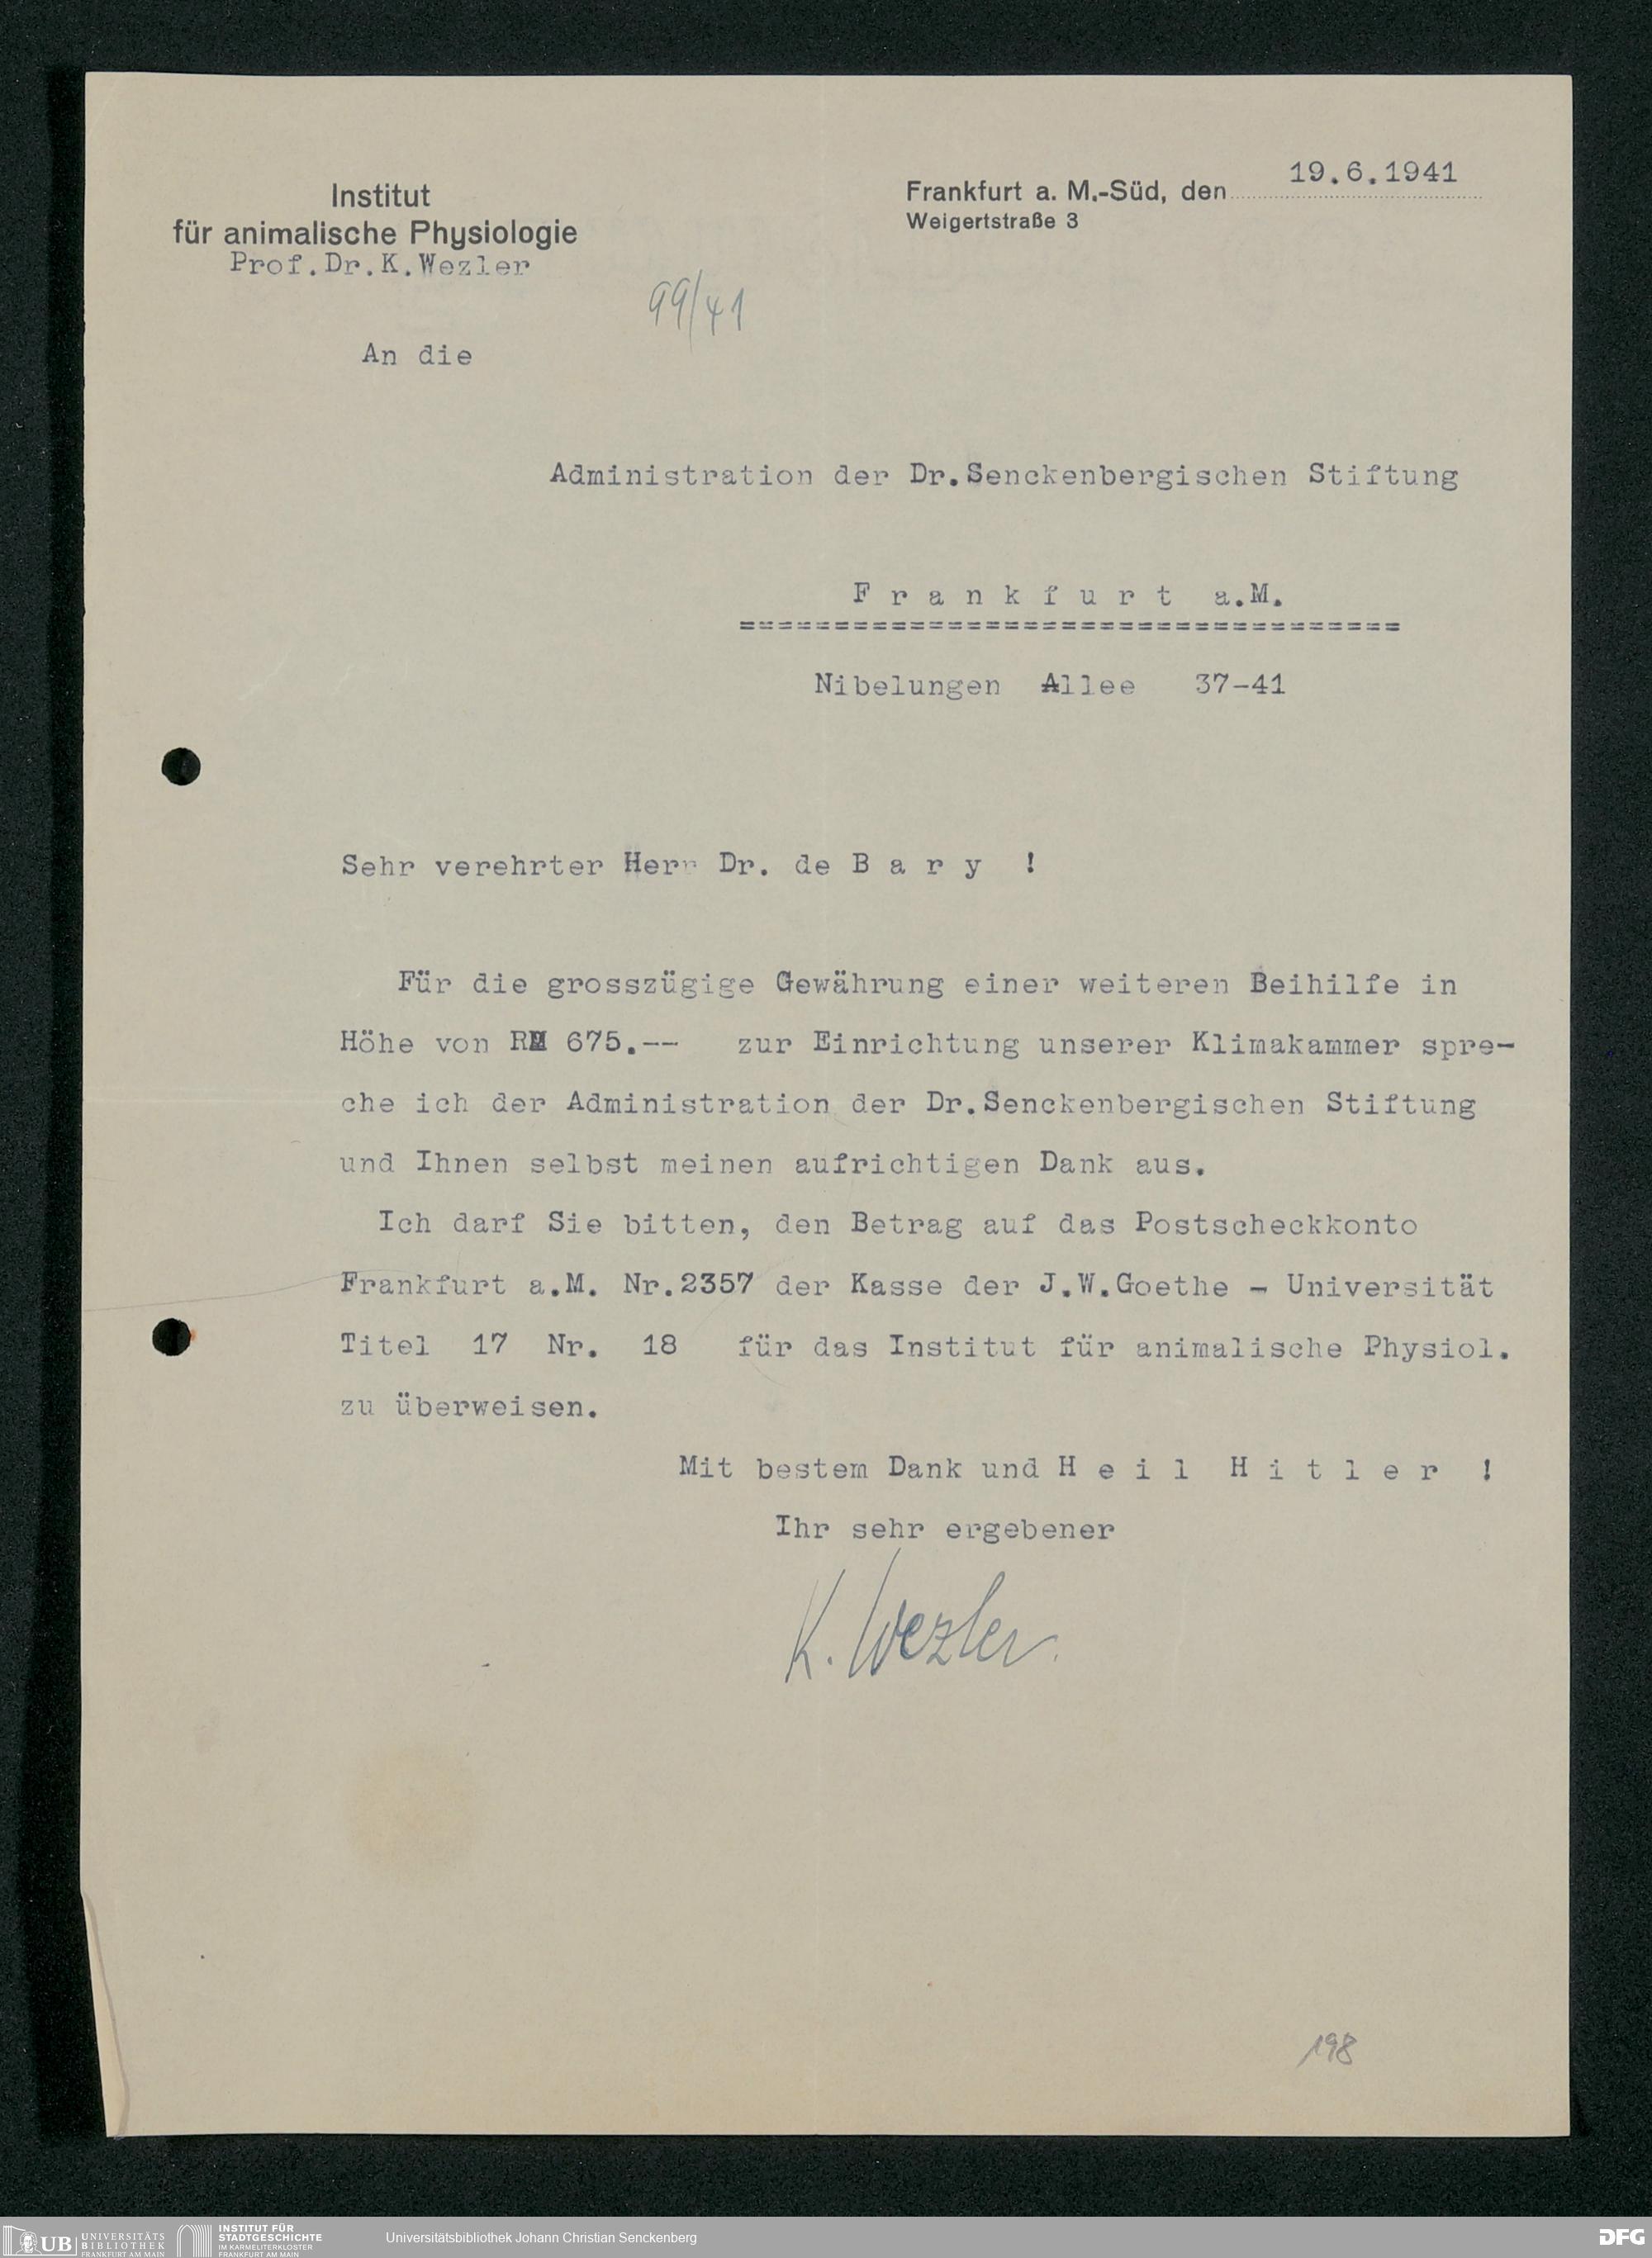 Institut
für animalische Physiologie
Prof.Dr.K.Wezler
Frankfurt a. M.-Süd, den 19.6.1941
Weigertstraße 3
99/41
An die
Administration der Dr.Senckenbergischen Stiftung
F r a n k f u r t a.M.
===================================
Nibelungen Allee 37-41
Sehr verehrter Herr Dr. de B a r y !
Für die grosszügige Gewährung einer weiteren Beihilfe in
Höhe von RM 675.-- zur Einrichtung unserer Klimakammer spre-
che ich der Administration der Dr.Senckenbergischen Stiftung
und Ihnen selbst meinen aufrichtigen Dank aus.
Ich darf Sie bitten, den Betrag auf das Postscheckkonto
Frankfurt a.M. Nr.2357 der Kasse der J.W.Goethe - Universität
Titel 17 Nr. 18 für das Institut für animalische Physiol.
zu überweisen.
Mit bestem Dank und H e i l H i t l e r !
Ihr sehr ergebener
K. Wezler.
198
UB UNIVERSITÄTS
BIBLIOTHEK
FRANKFURT AM MAIN
INSTITUT FÜR
STADTGESCHICHTE
IM KARMELITERKLOSTER
FRANKFURT AM MAIN
Universitätsbibliothek Johann Christian Senckenberg
DFG